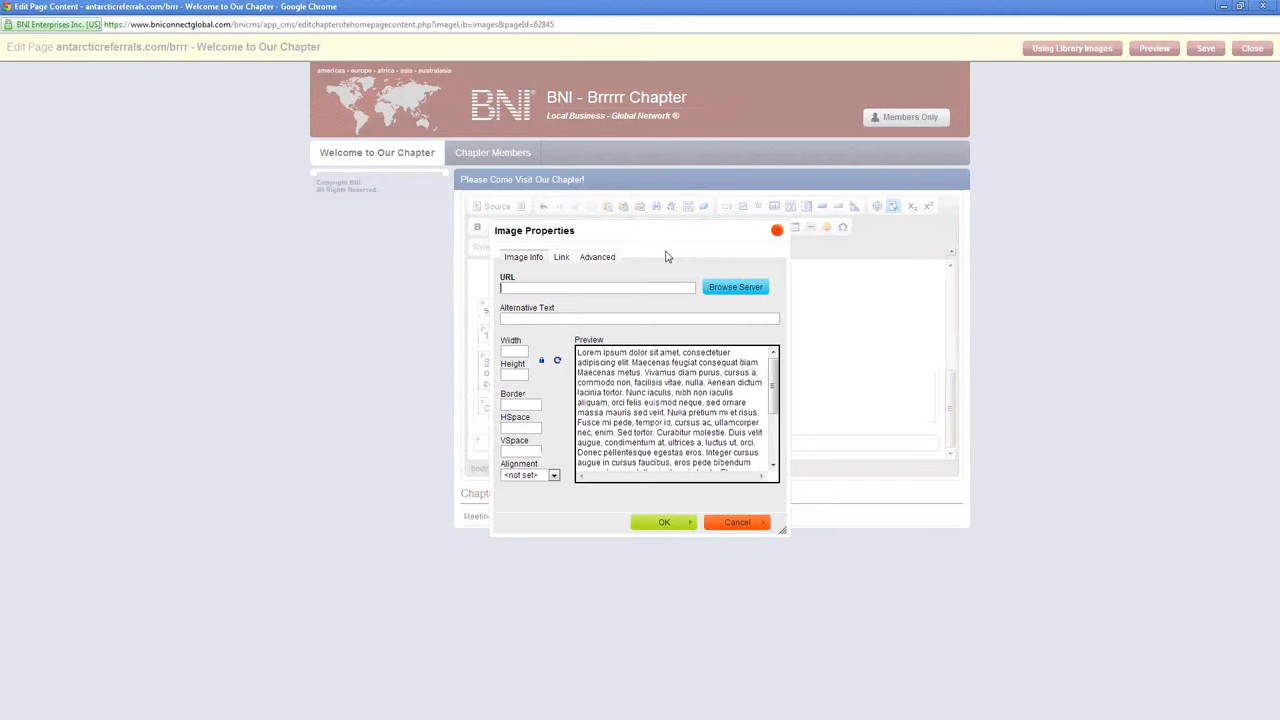 Edit Page Content - antarcticreferrals.com/brrr - Welcome to Our Chapter - Google Chrome
BNI Enterprises Inc. [US] https://www.bniconnectglobal.com/bnicms/app_cms/editchaptersitehomepagecontent.php?imageLib=images&pageId=62845
Edit Page antarcticreferrals.com/brrr - Welcome to Our Chapter
Using Library Images
Preview
Save
Close
americas • europe • africa • asia • australasia
BNI®
BNI - Brrrrr Chapter
Local Business - Global Network ®
Members Only
Welcome to Our Chapter
Chapter Members
Copyright BNI.
All Rights Reserved.
Please Come Visit Our Chapter!
Source
B
Image Properties
Image Info
Link
Advanced
URL
Browse Server
Alternative Text
Width
Height
Border
HSpace
VSpace
Alignment
<not set>
Preview
Lorem ipsum dolor sit amet, consectetuer
adipiscing elit. Maecenas feugiat consequat diam.
Maecenas metus. Vivamus diam purus, cursus a,
commodo non, facilisis vitae, nulla. Aenean dictum
lacinia tortor. Nunc iaculis, nibh non iaculis
aliquam, orci felis euismod neque, sed ornare
massa mauris sed velit. Nulla pretium mi et risus.
Fusce mi pede, tempor id, cursus ac, ullamcorper
nec, enim. Sed tortor. Curabitur molestie. Duis velit
augue, condimentum at, ultrices a, luctus ut, orci.
Donec pellentesque egestas eros. Integer cursus
augue in cursus faucibus, eros pede bibendum
OK
Cancel